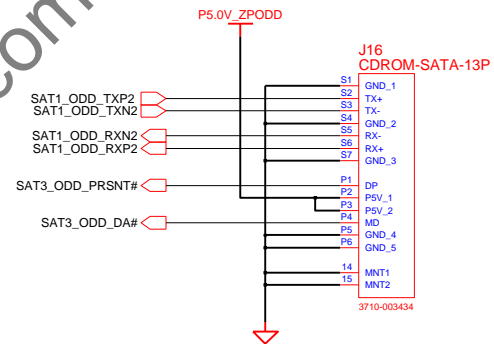 P5.0V_ZPODD
J16
CDROM-SATA-13P
S1 GND_1
SAT1_ODD_TXP2 S2 TX+
SAT1_ODD_TXN2 S3 TX-
S4 GND_2
SAT1_ODD_RXN2 S5 RX-
SAT1_ODD_RXP2 S6 RX+
S7 GND_3
SAT3_ODD_PRSNT# P1 DP
P2 P5V_1
P3 P5V_2
SAT3_ODD_DA# P4 MD
P5 GND_4
P6 GND_5
14 MNT1
15 MNT2
3710-003434
com